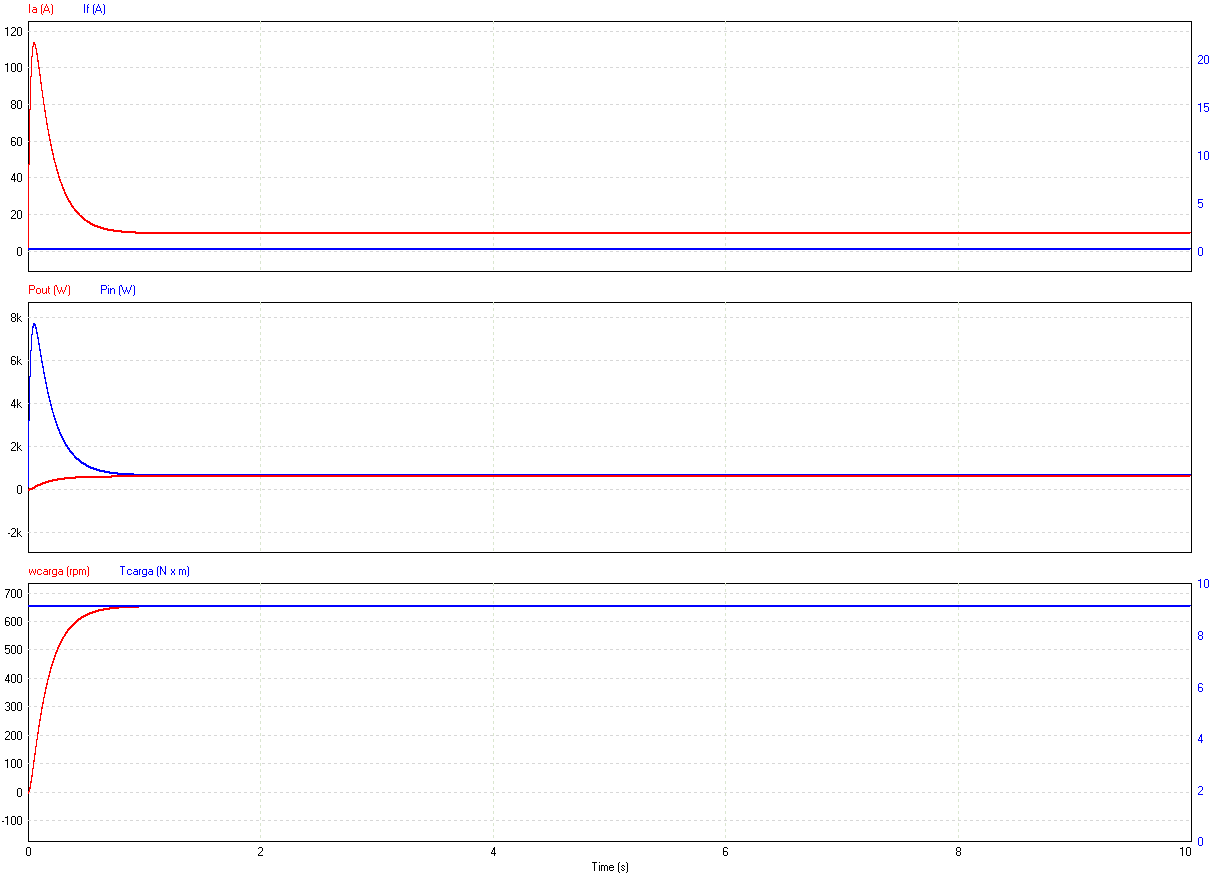 Ia (A) If (A)
120
100
80
60
40
20
0
20
15
10
5
0
Pout (W) Pin (W)
8k
6k
4k
2k
0
-2k
wcarga (rpm) Tcarga (N x m)
700
600
500
400
300
200
100
0
-100
10
8
6
4
2
0
0 2 4 6 8 10
Time (s)